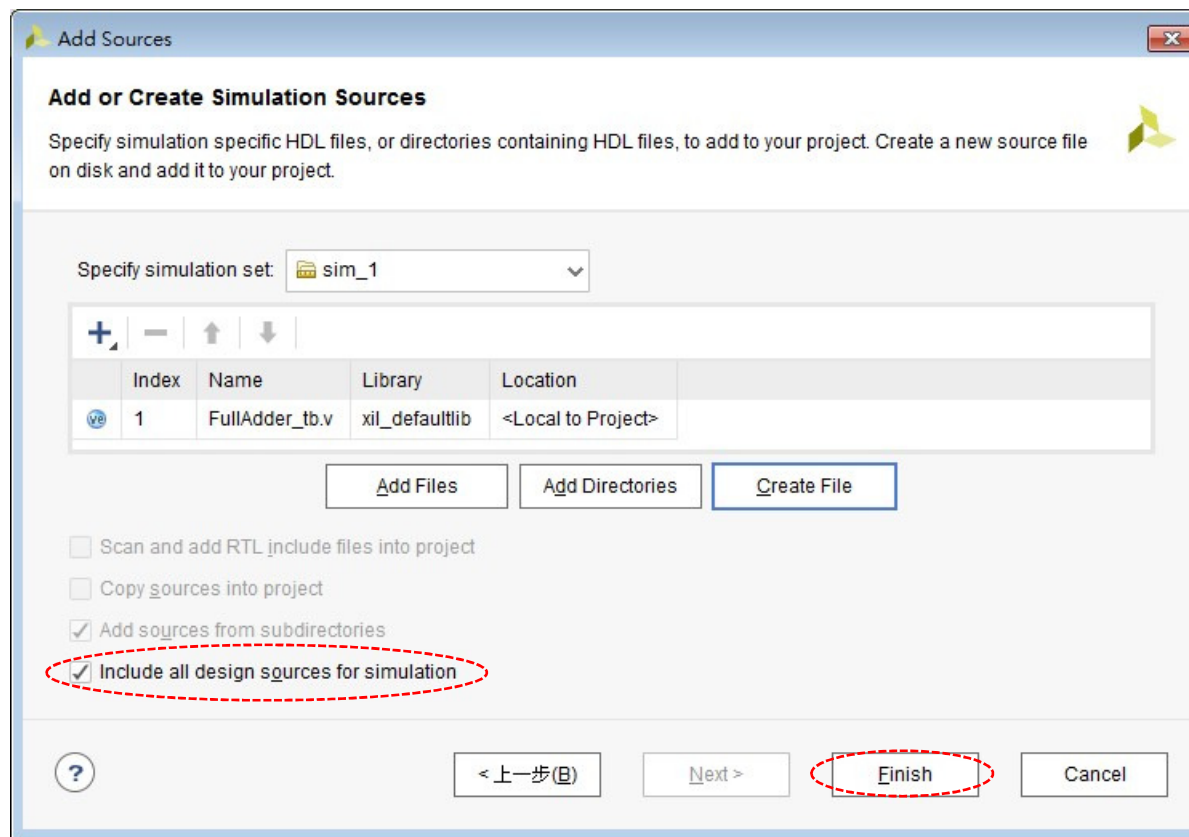 Add Sources
Add or Create Simulation Sources
Specify simulation specific HDL files, or directories containing HDL files, to add to your project. Create a new source file
on disk and add it to your project.
Specify simulation set: sim_1
Index Name Library Location
1 FullAdder_tb.v xil_defaultlib <Local to Project>
Add Files Add Directories Create File
Scan and add RTL include files into project
Copy sources into project
Add sources from subdirectories
Include all design sources for simulation
? < 上一步(B) Next > Finish Cancel